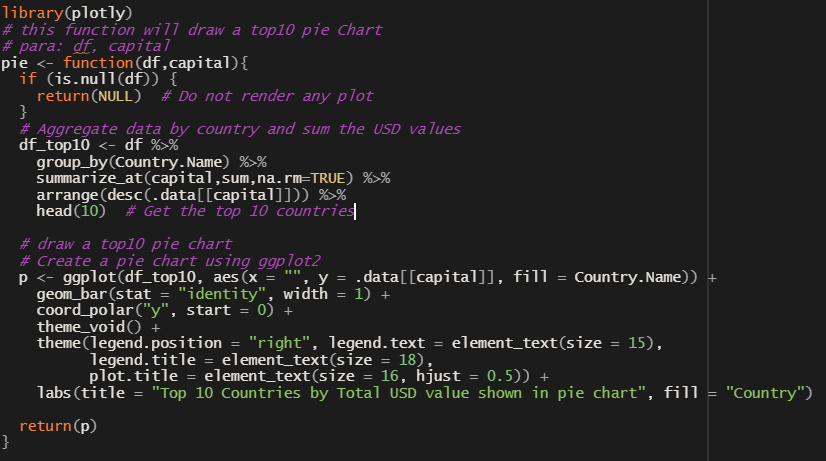 library(plotly)
# this function will draw a top10 pie Chart
# para: df, capital
pie <- function(df,capital){
  if (is.null(df)) {
    return(NULL)  # Do not render any plot
  }
  # Aggregate data by country and sum the USD values
  df_top10 <- df %>%
    group_by(Country.Name) %>%
    summarize_at(capital,sum,na.rm=TRUE) %>%
    arrange(desc(.data[[capital]])) %>%
    head(10)  # Get the top 10 countries
  # draw a top10 pie chart
  # Create a pie chart using ggplot2
  p <- ggplot(df_top10, aes(x = "", y = .data[[capital]], fill = Country.Name)) +
    geom_bar(stat = "identity", width = 1) +
    coord_polar("y", start = 0) +
    theme_void() +
    theme(legend.position = "right", legend.text = element_text(size = 15),
          legend.title = element_text(size = 18),
          plot.title = element_text(size = 16, hjust = 0.5)) +
    labs(title = "Top 10 Countries by Total USD value shown in pie chart", fill = "Country")
  return(p)
}